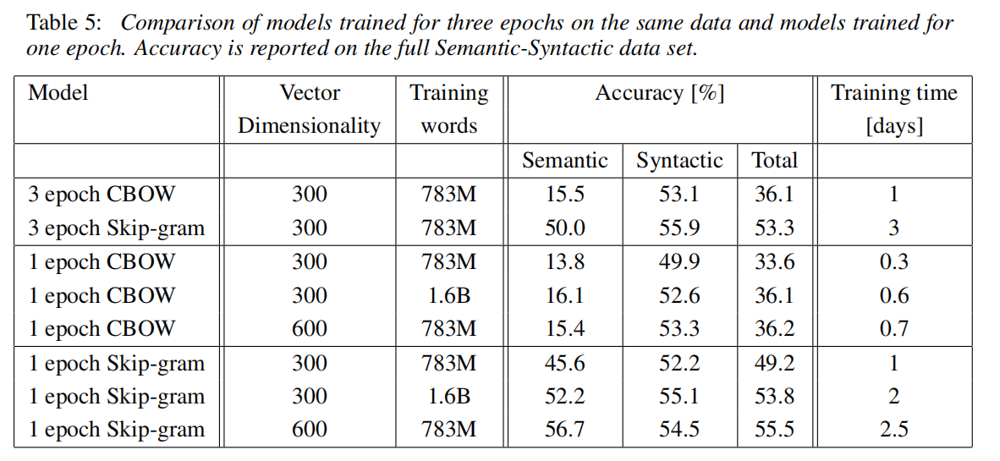 Table 5: Comparison of models trained for three epochs on the same data and models trained for
one epoch. Accuracy is reported on the full Semantic-Syntactic data set.
Model Vector Training Accuracy [%] Training time
Dimensionality words [days]
Semantic Syntactic Total
3 epoch CBOW 300 783M 15.5 53.1 36.1 1
3 epoch Skip-gram 300 783M 50.0 55.9 53.3 3
1 epoch CBOW 300 783M 13.8 49.9 33.6 0.3
1 epoch CBOW 300 1.6B 16.1 52.6 36.1 0.6
1 epoch CBOW 600 783M 15.4 53.3 36.2 0.7
1 epoch Skip-gram 300 783M 45.6 52.2 49.2 1
1 epoch Skip-gram 300 1.6B 52.2 55.1 53.8 2
1 epoch Skip-gram 600 783M 56.7 54.5 55.5 2.5